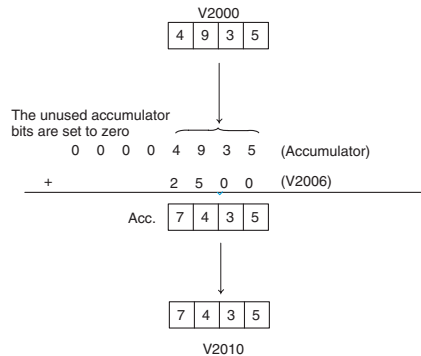 V2000
4 9 3 5
The unused accumulator
bits are set to zero
0 0 0 0 4 9 3 5 (Accumulator)
+ 2 5 0 0 (V2006)
Acc. 7 4 3 5
7 4 3 5
V2010